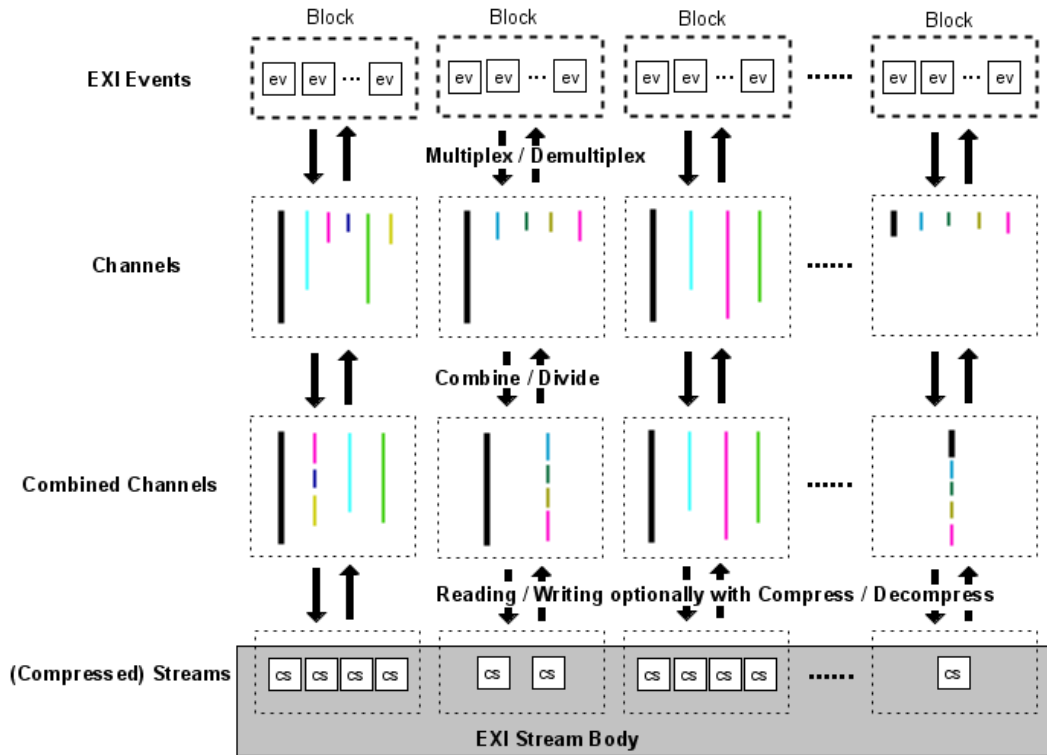 Block Block Block Block
EXI Events ev ev ... ev ev ev ... ev ev ev ... ev ...... ev ev ... ev
Multiplex / Demultiplex
Channels ......
Combine / Divide
Combined Channels ......
Reading / Writing optionally with Compress / Decompress
(Compressed) Streams cs cs cs cs cs cs cs cs cs cs ...... cs
EXI Stream Body